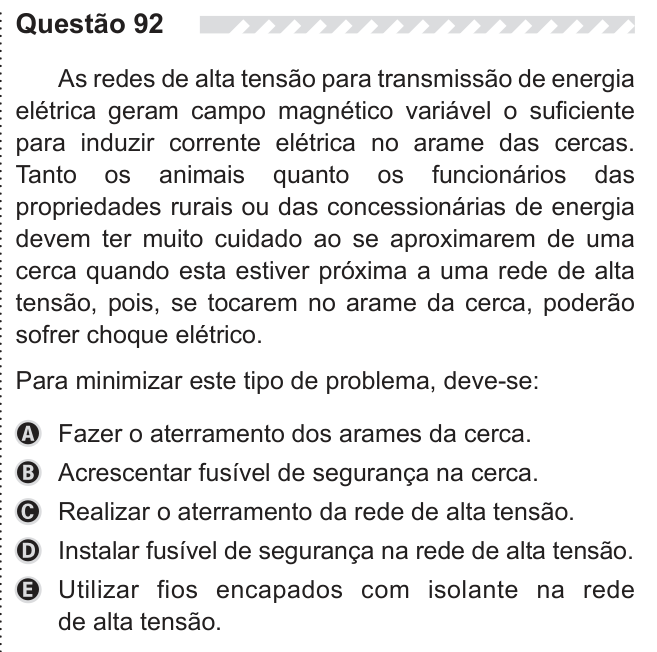 Questão 92
As redes de alta tensão para transmissão de energia
elétrica geram campo magnético variável o suficiente
para induzir corrente elétrica no arame das cercas.
Tanto os animais quanto os funcionários das
propriedades rurais ou das concessionárias de energia
devem ter muito cuidado ao se aproximarem de uma
cerca quando esta estiver próxima a uma rede de alta
tensão, pois, se tocarem no arame da cerca, poderão
sofrer choque elétrico.
Para minimizar este tipo de problema, deve-se:
A Fazer o aterramento dos arames da cerca.
B Acrescentar fusível de segurança na cerca.
C Realizar o aterramento da rede de alta tensão.
D Instalar fusível de segurança na rede de alta tensão.
E Utilizar fios encapados com isolante na rede
de alta tensão.